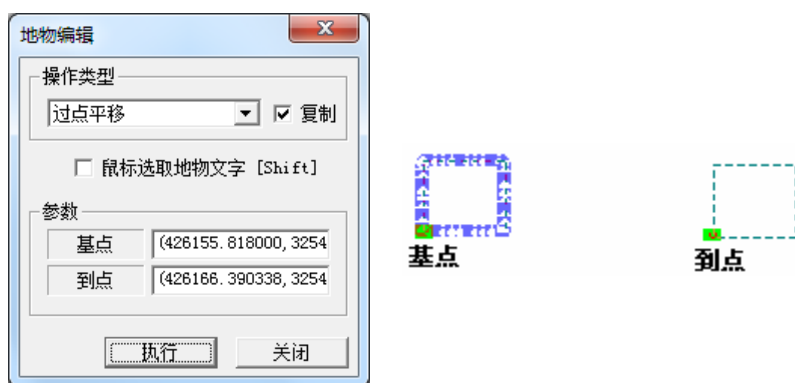 地物编辑
操作类型
过点平移
复制
鼠标选取地物文字 [Shift]
参数
基点
(426155.818000, 3254
到点
(426166.390338, 3254
执行
关闭
基点
到点